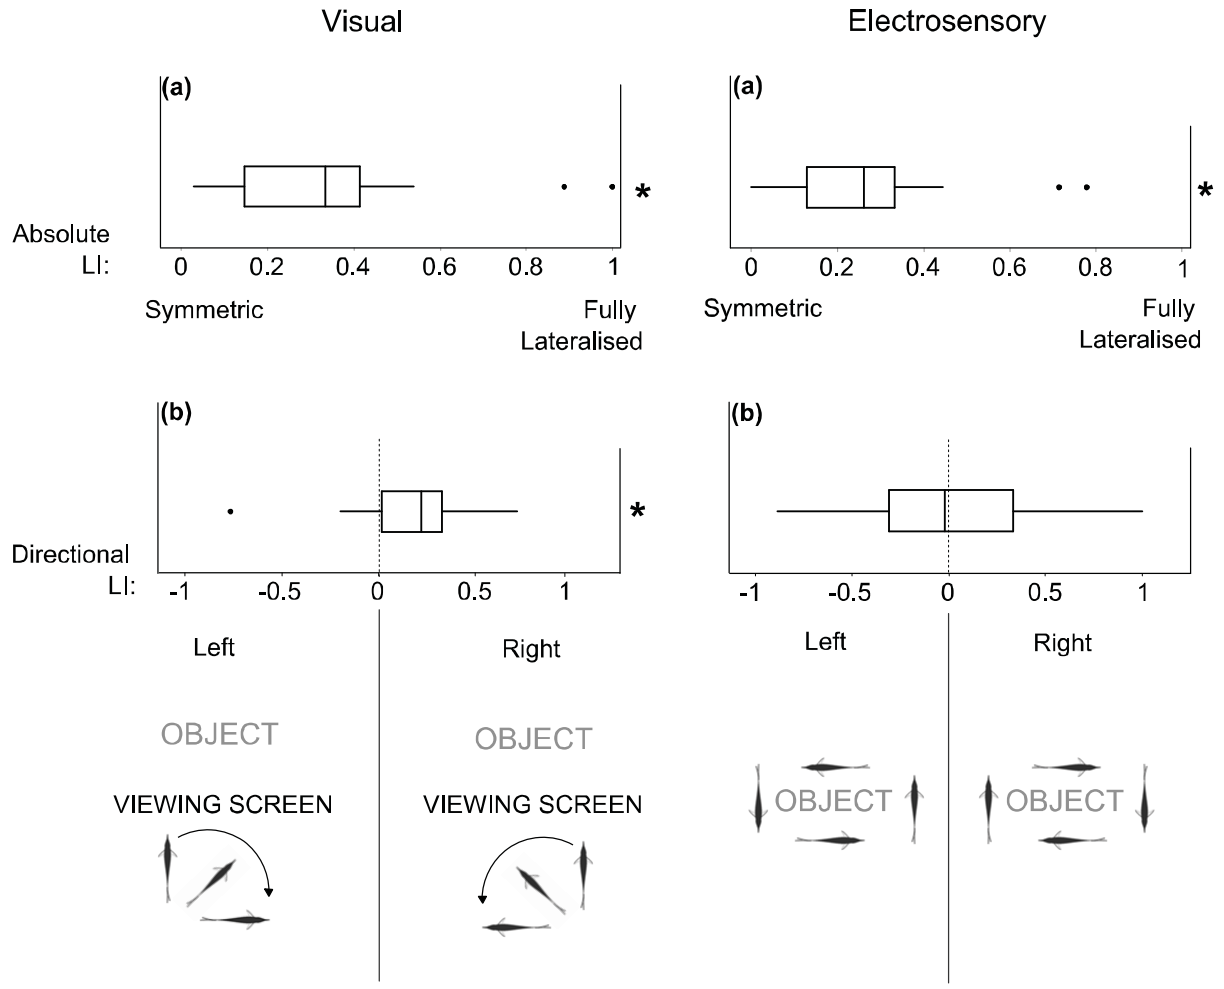 Visual
Electrosensory
(a)
(a)
*
*
Absolute
LI:
0 0.2 0.4 0.6 0.8 1
0 0.2 0.4 0.6 0.8 1
Symmetric
Fully
Lateralised
Symmetric
Fully
Lateralised
(b)
(b)
*
Directional
LI:
-1 -0.5 0 0.5 1
-1 -0.5 0 0.5 1
Left
Right
Left
Right
OBJECT
OBJECT
VIEWING SCREEN
VIEWING SCREEN
OBJECT
OBJECT